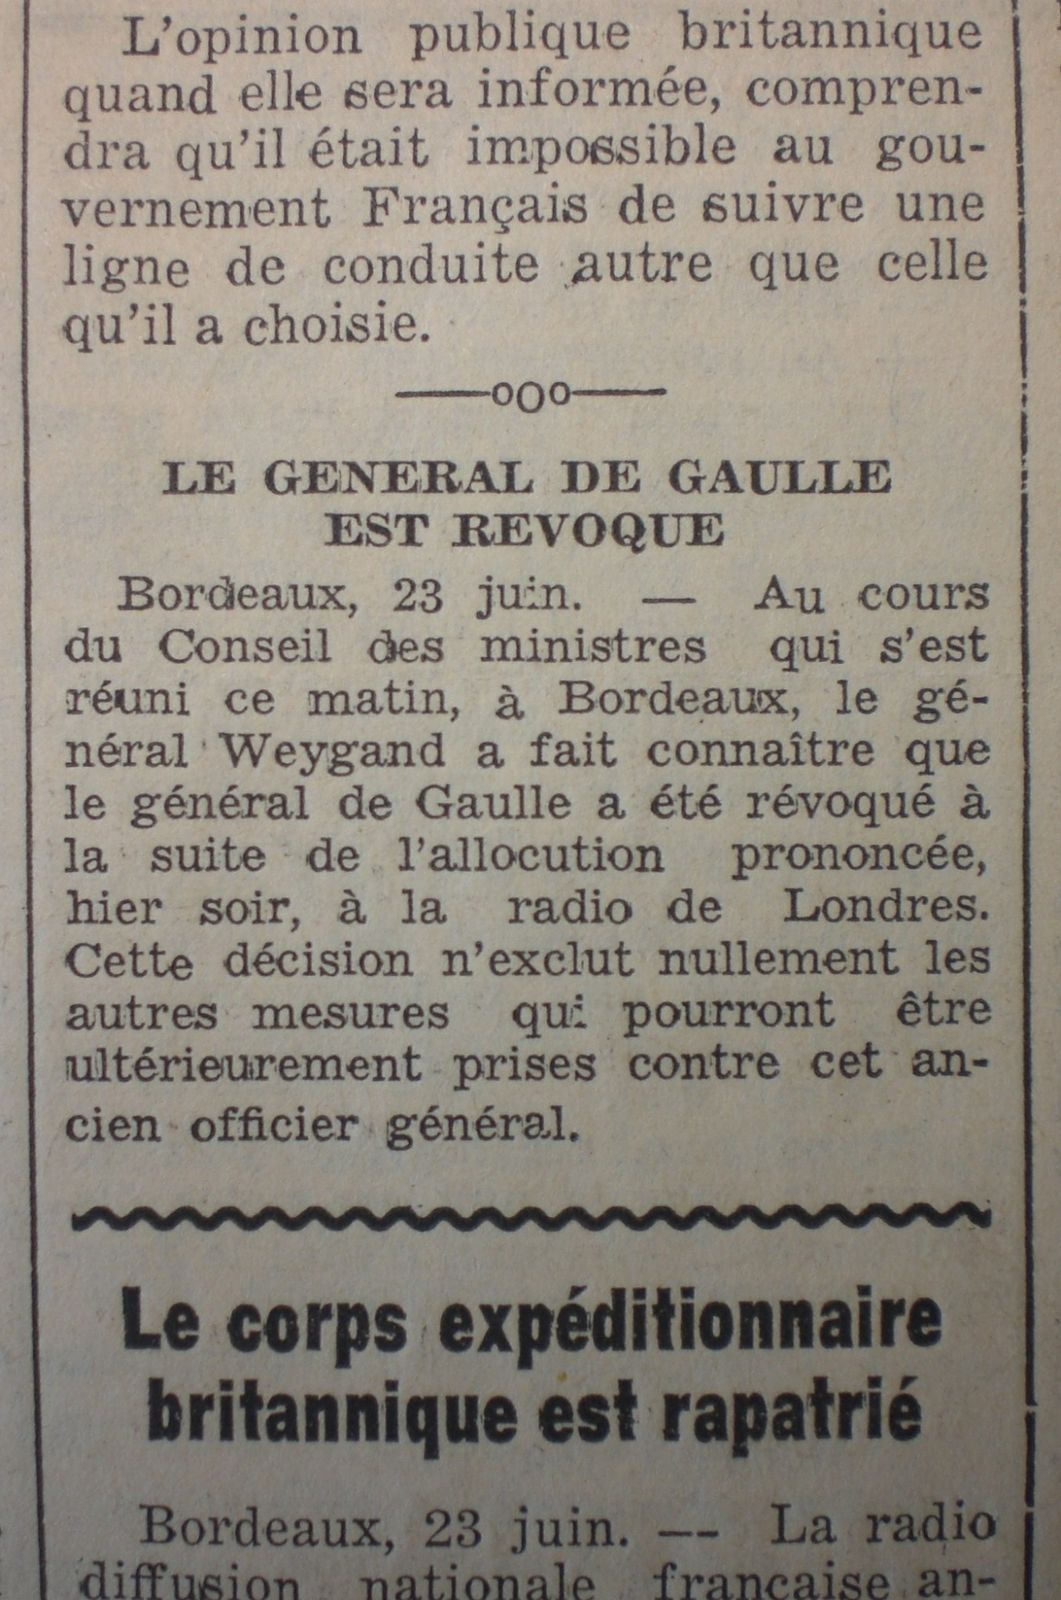 L'opinion publique britannique
quand elle sera informée, compren-
dra qu'il était impossible au gou-
vernement Français de suivre une
ligne de conduite autre que celle
qu'il a choisie.
LE GENERAL DE GAULLE
EST REVOQUE
Bordeaux, 23 juin. — Au cours
du Conseil des ministres qui s'est
réuni ce matin, à Bordeaux, le gé-
néral Weygand a fait connaître que
le général de Gaulle a été révoqué à
la suite de l'allocution prononcée,
hier soir, à la radio de Londres.
Cette décision n'exclut nullement les
autres mesures qui pourront être
ultérieurement prises contre cet an-
cien officier général.
Le corps expéditionnaire
britannique est rapatrié
Bordeaux, 23 juin. — La radio
diffusion nationale française an-